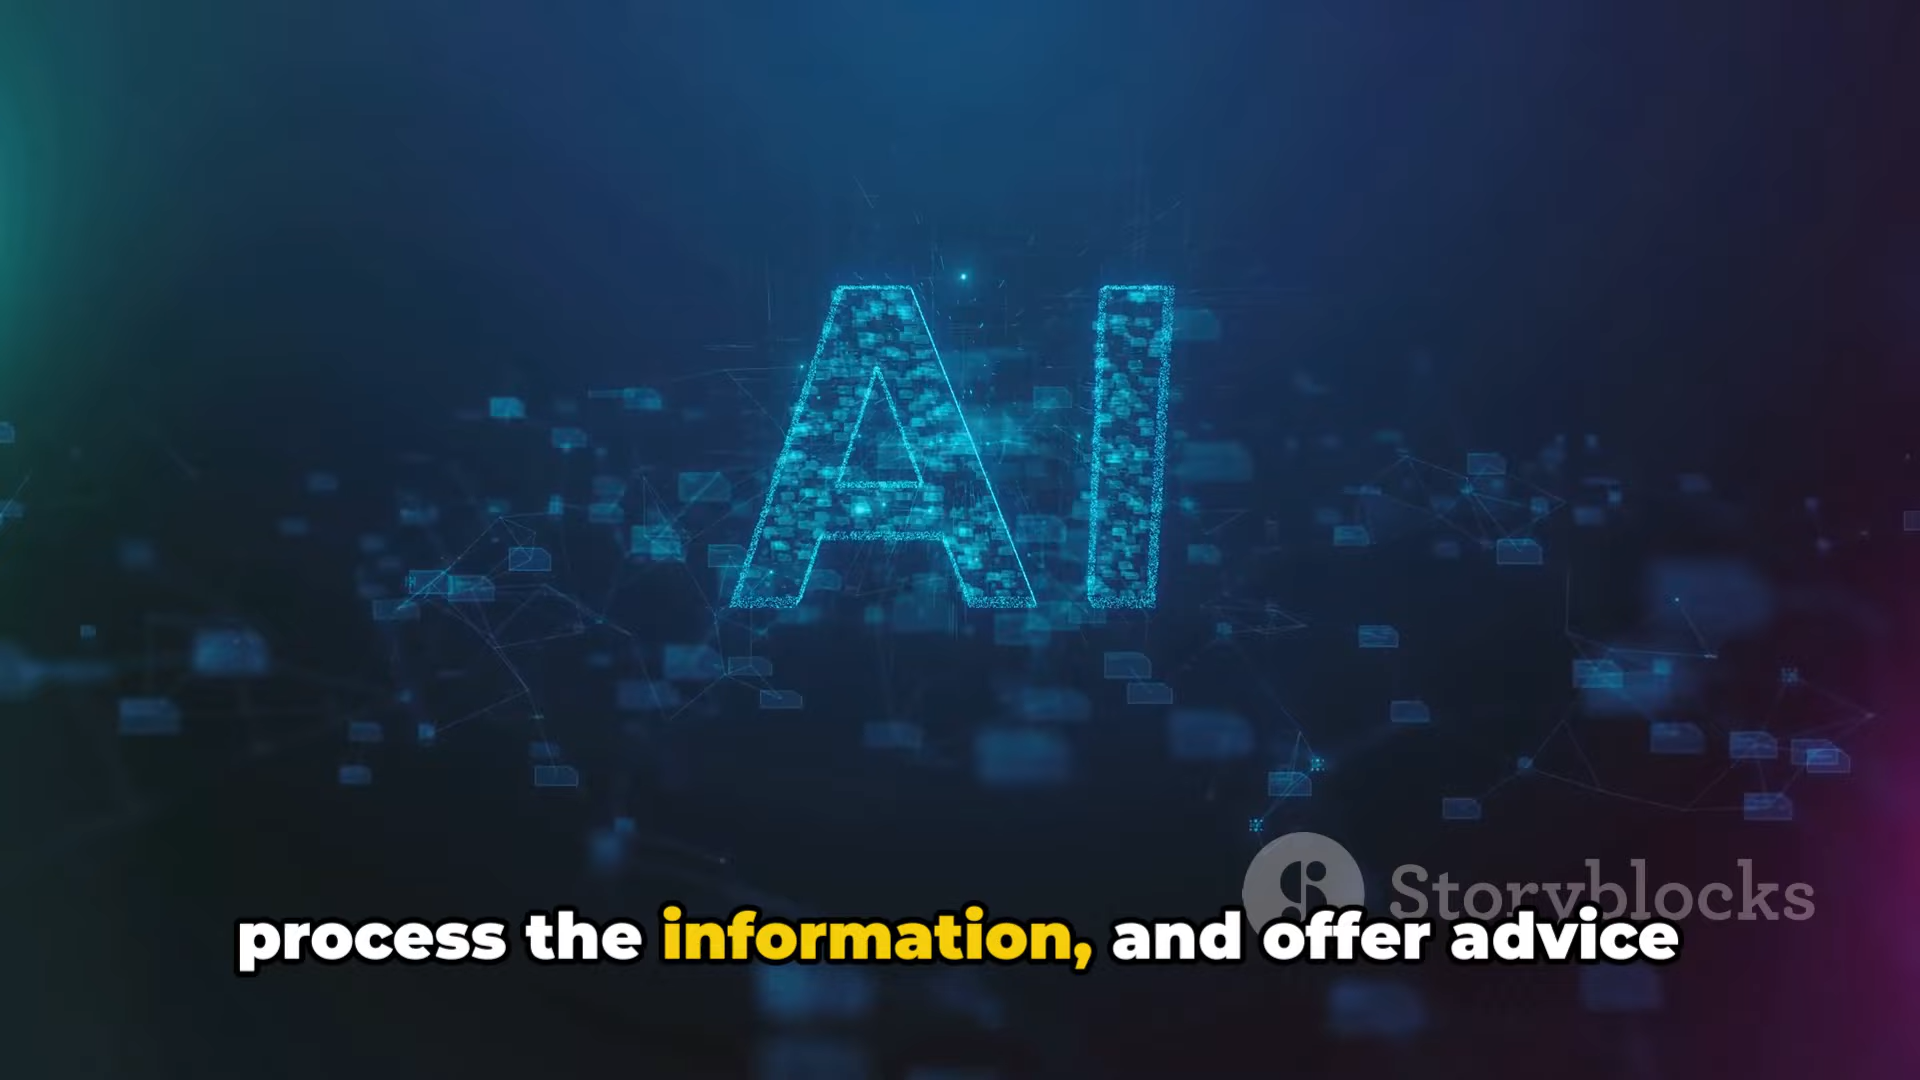 AI
Storyblocks
process the information, and offer advice